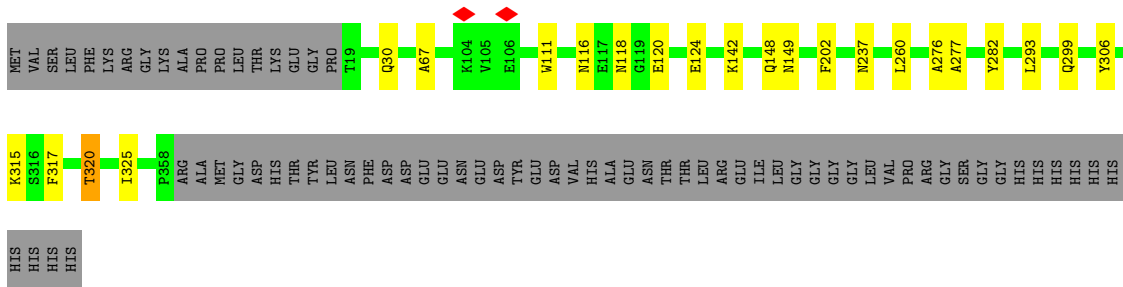 MET VAL SER LEU PHE LYS ARG GLY LYS ALA PRO PRO LEU THR LYS GLU GLY PRO T19 Q30 A67 K104 V105 E106 W111 N116 E117 N118 G119 E120 E124 K142 Q148 N149 F202 N237 L260 A276 A277 Y282 L293 Q299 Y306
K315 S316 F317 T320 I325 P358 ARG ALA MET GLY ASP HIS THR TYR LEU ASN PHE ASP ASP GLU GLU ASN GLU ASP TYR GLU ASP VAL HIS ALA GLU ASN THR THR LEU ARG GLU ILE LEU GLY GLY GLY GLY LEU VAL PRO ARG GLY SER GLY GLY HIS HIS HIS HIS HIS HIS
HIS HIS HIS HIS